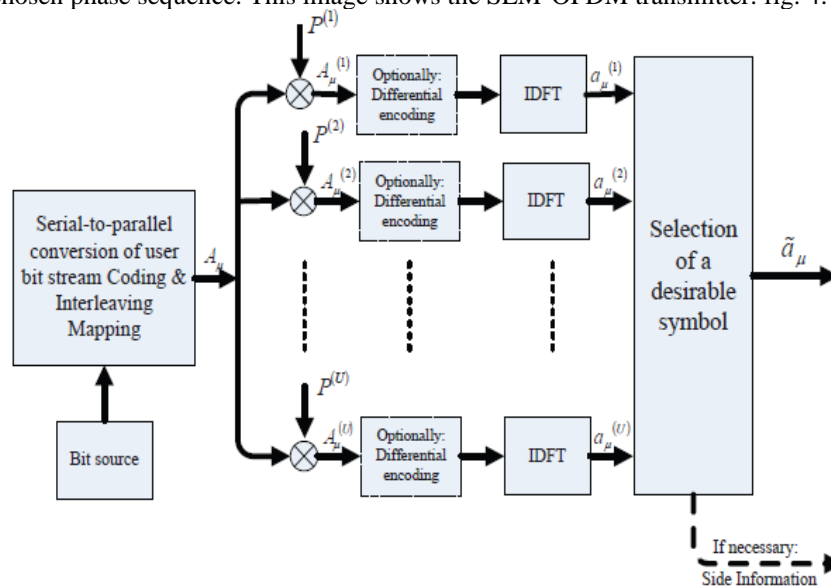 chosen phase sequence. This image shows the SLM-OFDM transmitter. fig. 4.
P^(1)
A_μ^(1)
Optionally:
Differential
encoding
IDFT
a_μ^(1)
P^(2)
A_μ^(2)
Optionally:
Differential
encoding
IDFT
a_μ^(2)
Serial-to-parallel
conversion of user
bit stream Coding &
Interleaving
Mapping
A_μ
Selection
of a
desirable
symbol
ã_μ
P^(U)
A_μ^(U)
Optionally:
Differential
encoding
IDFT
a_μ^(U)
Bit source
If necessary:
Side Information